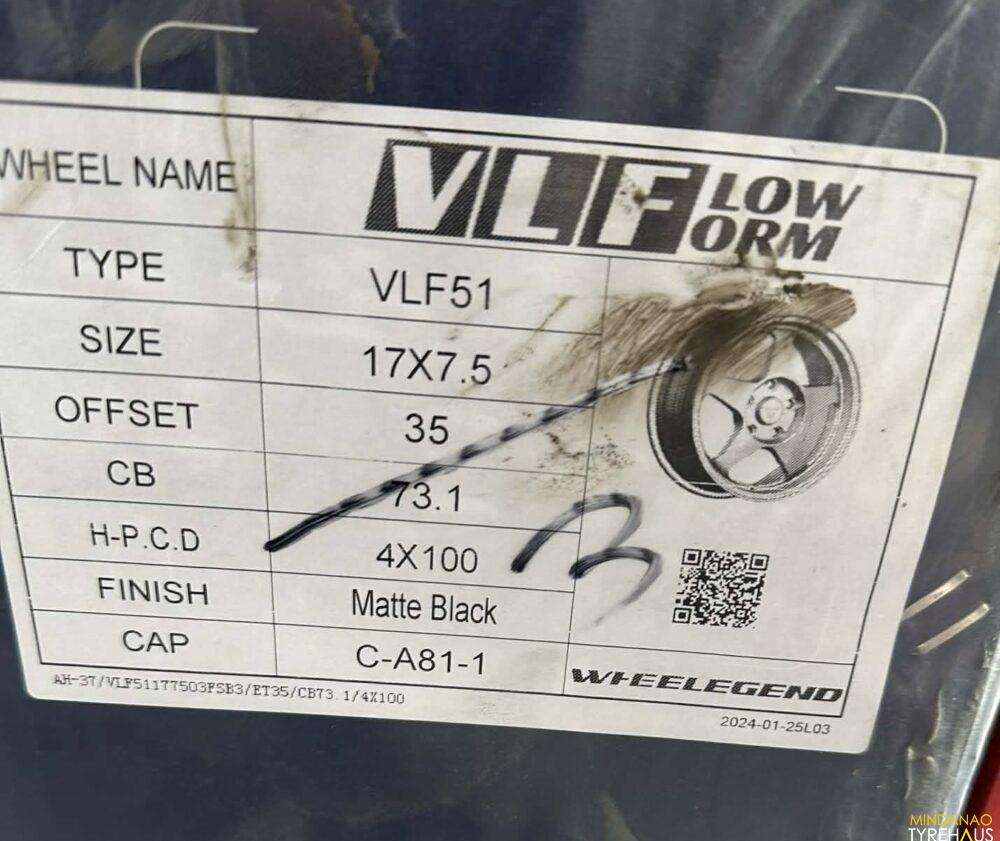 WHEEL NAME VLF LOW FORM
TYPE VLF51
SIZE 17X7.5
OFFSET 35
CB 73.1
H-P.C.D 4X100
FINISH Matte Black
CAP C-A81-1
WHEELEGEND
AH-37/VLF51177503FSB3/ET35/CB73.1/4X100
2024-01-25L03
MINDANAO
TYREHAUS